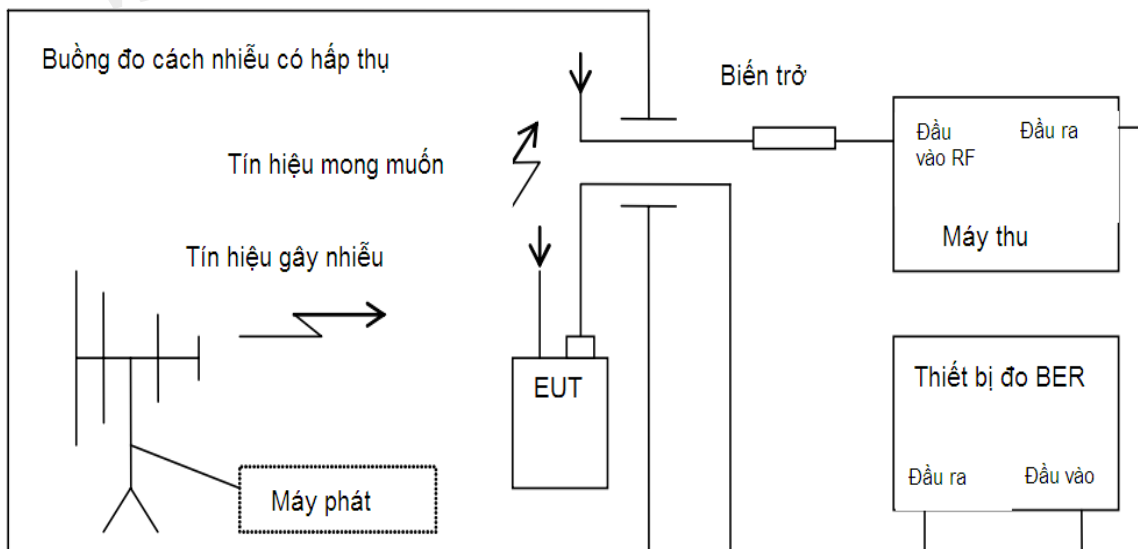 Buồng đo cách nhiễu có hấp thụ
Biến trở
Đầu vào RF
Đầu ra
Tín hiệu mong muốn
Máy thu
Tín hiệu gây nhiễu
EUT
Thiết bị đo BER
Đầu ra
Đầu vào
Máy phát